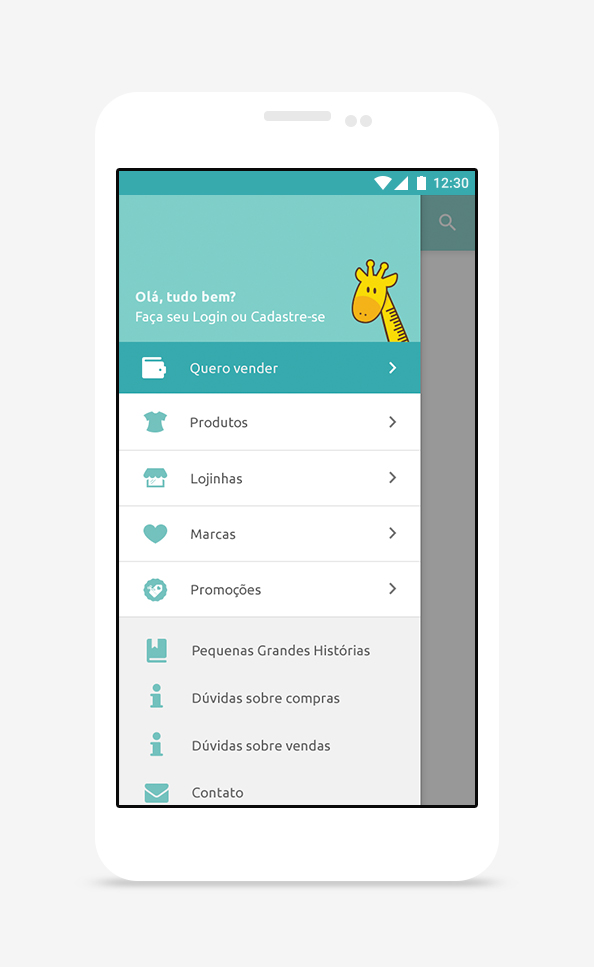 12:30
Olá, tudo bem?
Faça seu Login ou Cadastre-se
Quero vender
Produtos
Lojinhas
Marcas
Promoções
Pequenas Grandes Histórias
Dúvidas sobre compras
Dúvidas sobre vendas
Contato